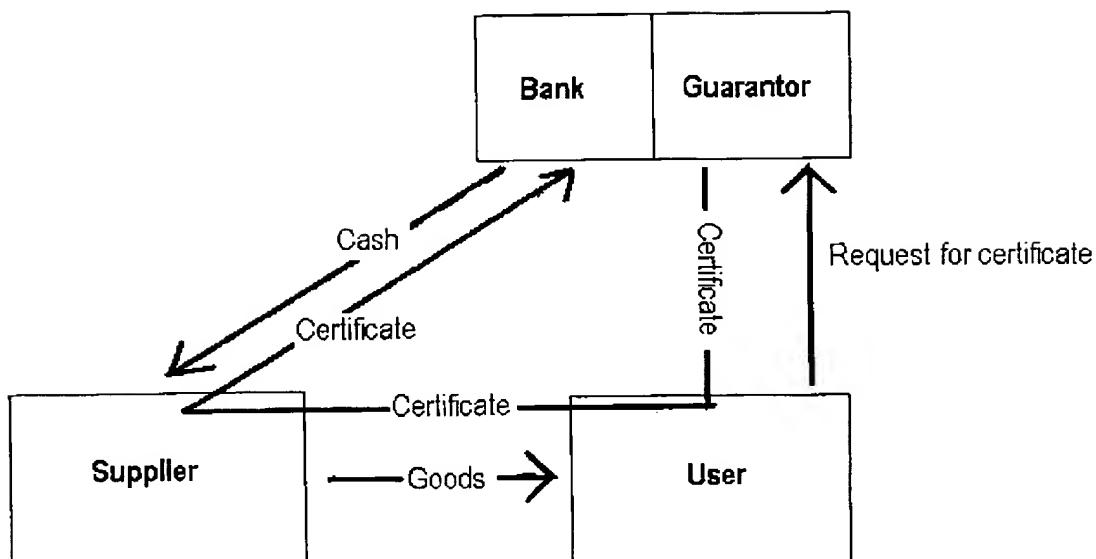 Bank
Guarantor
Cash
Certificate
Request for certificate
Certificate
Certificate
Supplier
Goods
User